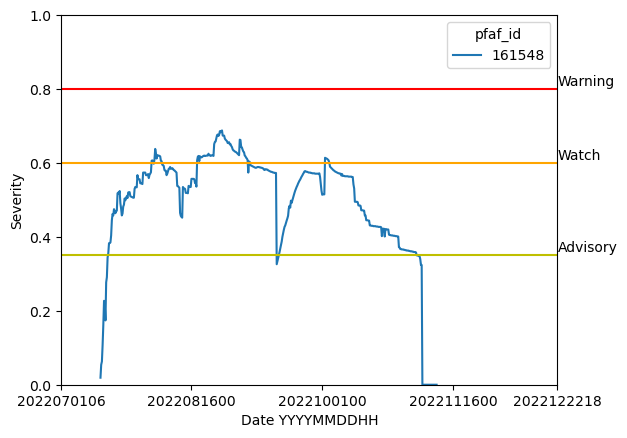 1.0
0.8
0.6
0.4
0.2
0.0
Severity
pfaf_id
161548
Warning
Watch
Advisory
2022070106 2022081600 2022100100 2022111600 2022122218
Date YYYYMMDDHH